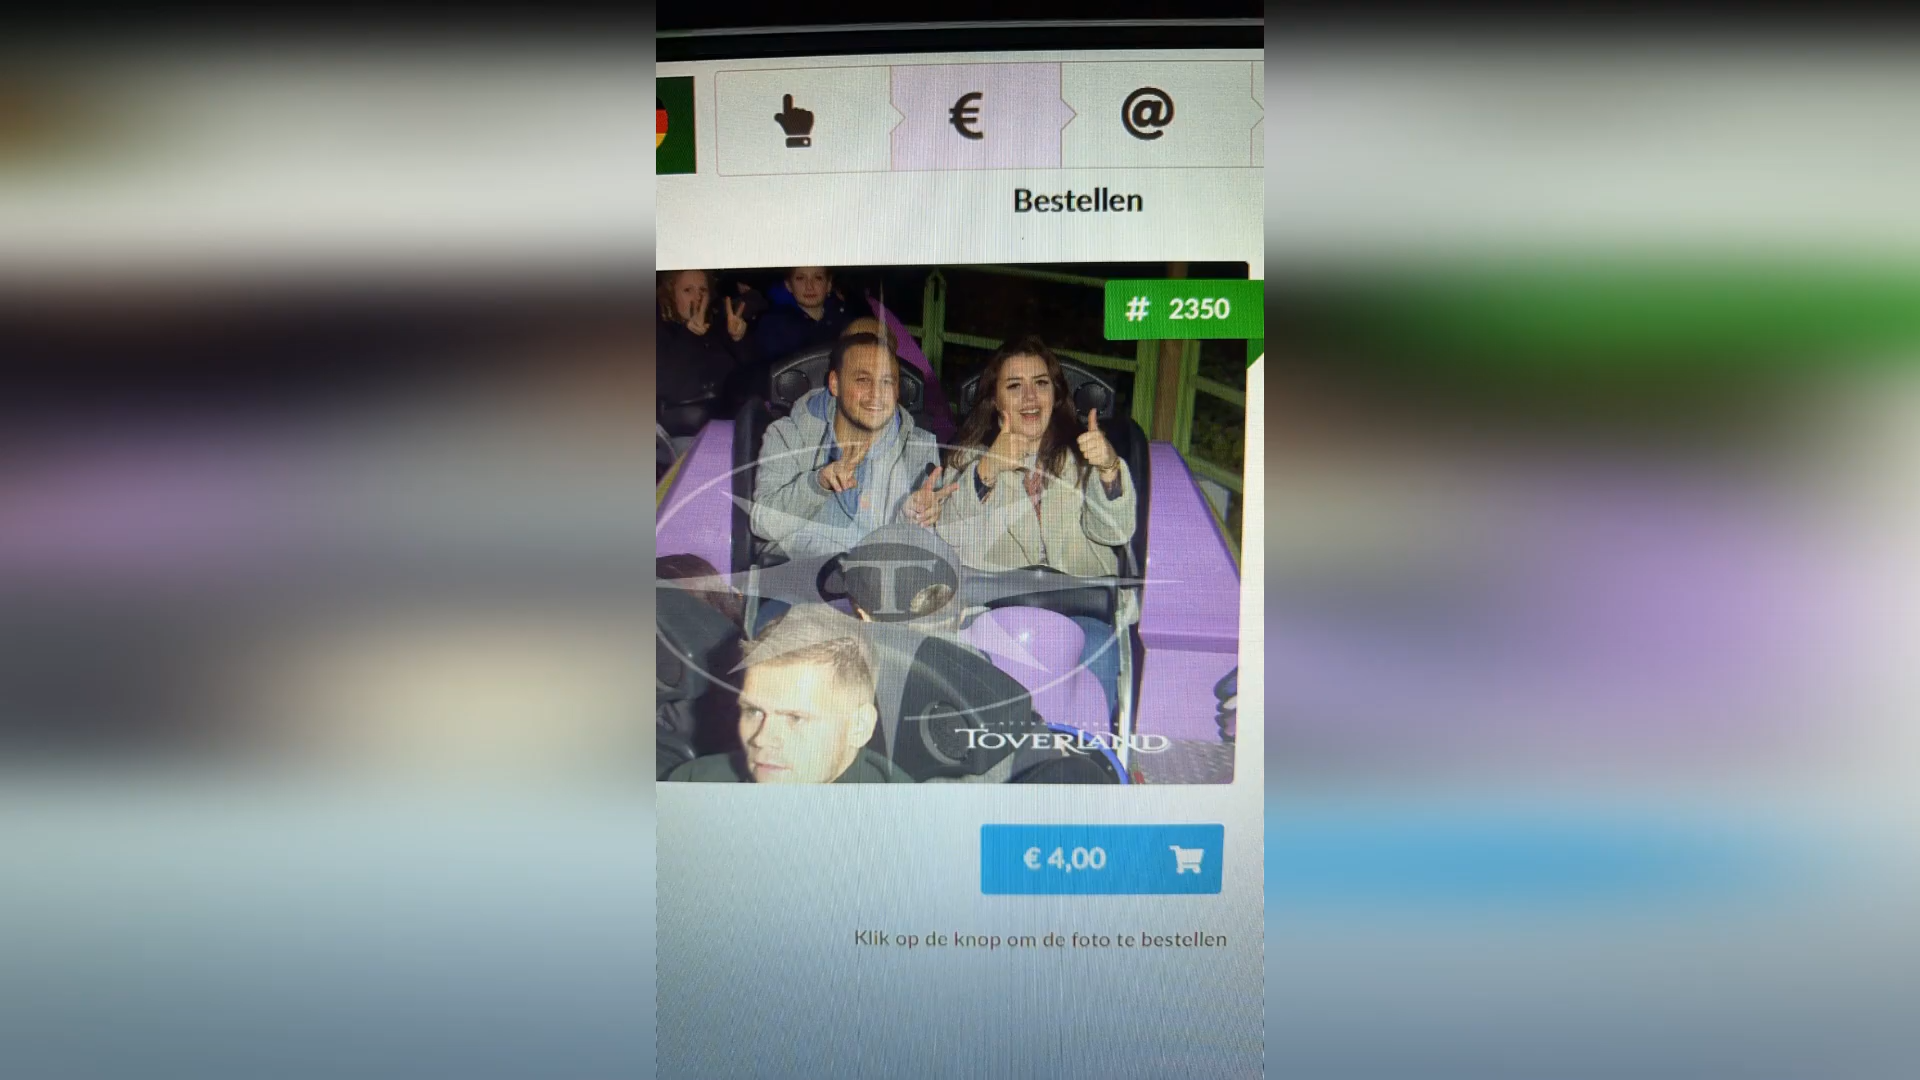 €
@
Bestellen
# 2350
T
TOVERLAND
€ 4,00
Klik op de knop om de foto te bestellen